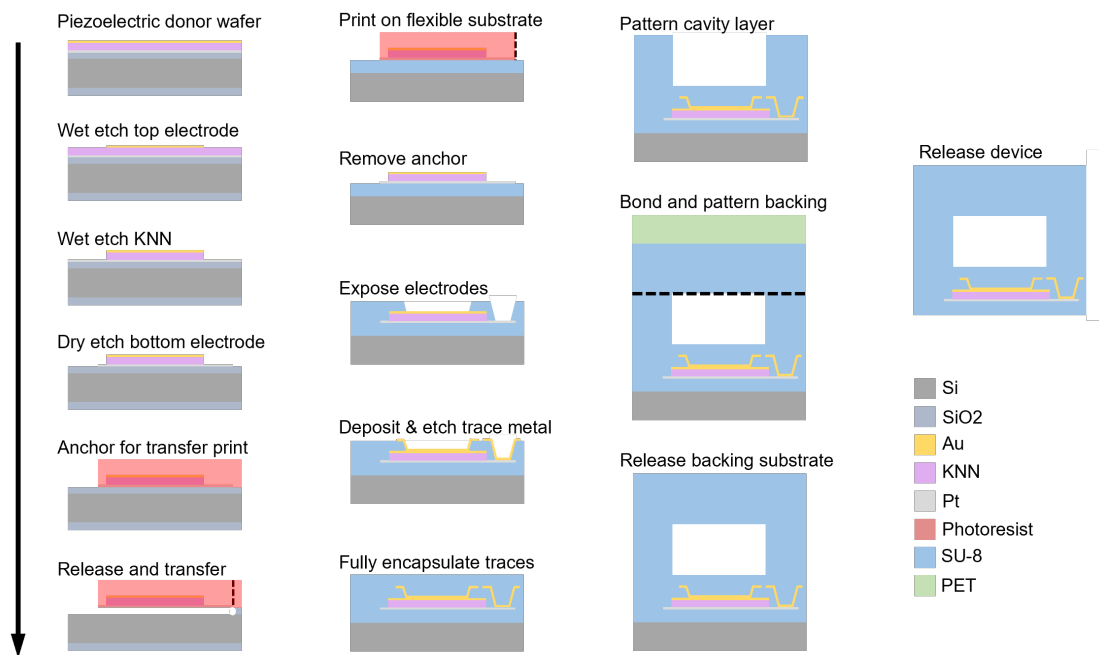 Piezoelectric donor wafer
Wet etch top electrode
Wet etch KNN
Dry etch bottom electrode
Anchor for transfer print
Release and transfer
Print on flexible substrate
Remove anchor
Expose electrodes
Deposit & etch trace metal
Fully encapsulate traces
Pattern cavity layer
Bond and pattern backing
Release backing substrate
Release device
Si
SiO2
Au
KNN
Pt
Photoresist
SU-8
PET